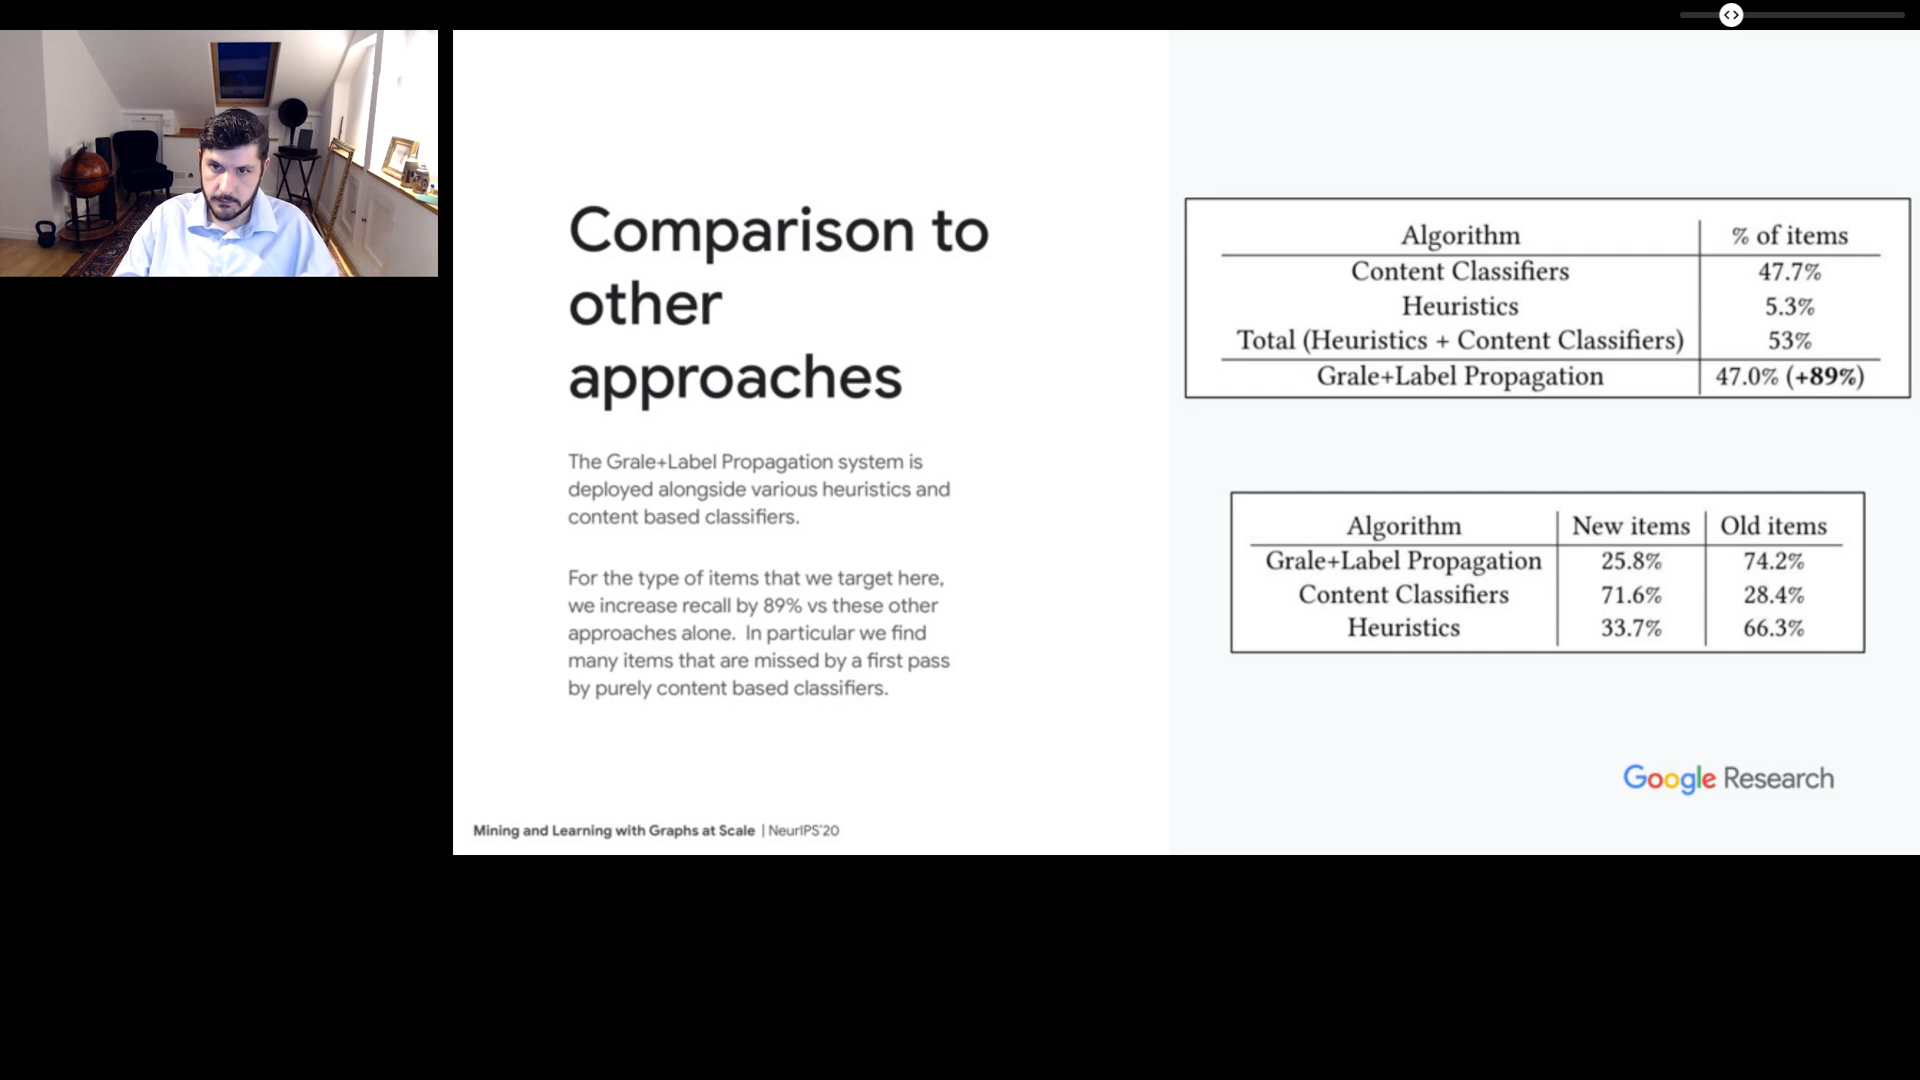 Comparison to
other
approaches
The Grale+Label Propagation system is
deployed alongside various heuristics and
content based classifiers.
For the type of items that we target here,
we increase recall by 89% vs these other
approaches alone. In particular we find
many items that are missed by a first pass
by purely content based classifiers.
Algorithm % of items
Content Classifiers 47.7%
Heuristics 5.3%
Total (Heuristics + Content Classifiers) 53%
Grale+Label Propagation 47.0% (+89%)
Algorithm New items Old items
Grale+Label Propagation 25.8% 74.2%
Content Classifiers 71.6% 28.4%
Heuristics 33.7% 66.3%
Google Research
Mining and Learning with Graphs at Scale | NeurIPS'20